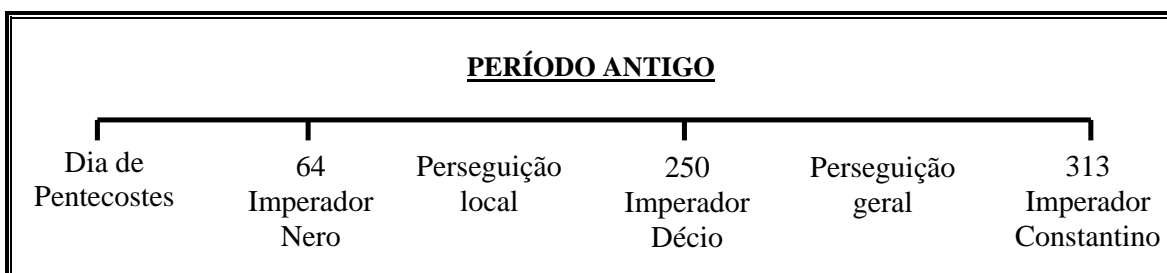 PERÍODO ANTIGO
Dia de
Pentecostes
64
Imperador
Nero
Perseguição
local
250
Imperador
Décio
Perseguição
geral
313
Imperador
Constantino